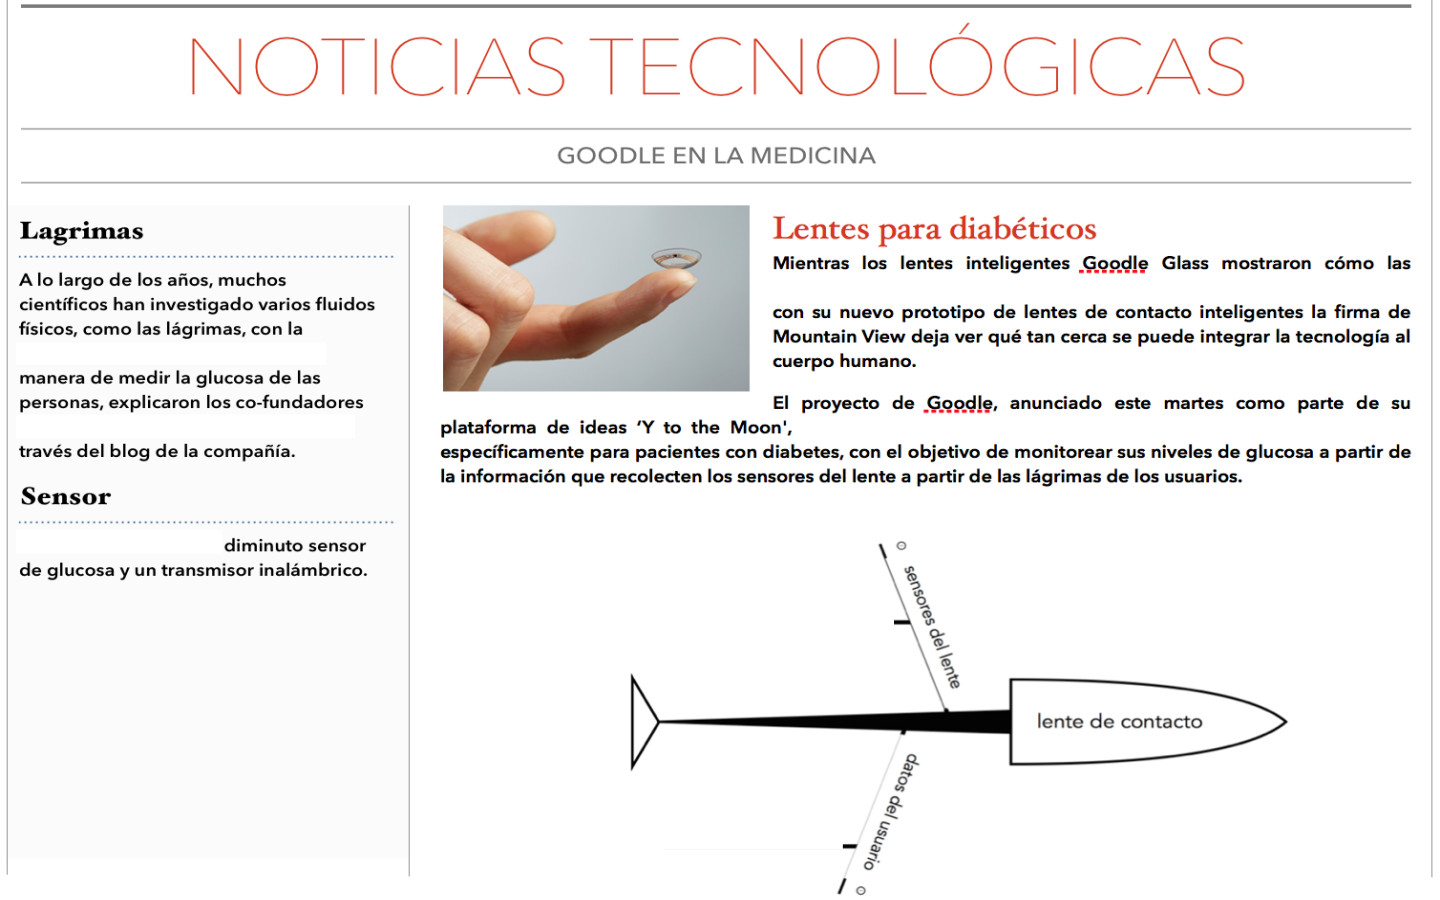 NOTICIAS TECNOLÓGICAS
GOODLE EN LA MEDICINA
Lagrimas
A lo largo de los años, muchos
científicos han investigado varios fluidos
físicos, como las lágrimas, con la
manera de medir la glucosa de las
personas, explicaron los co-fundadores
través del blog de la compañía.
Sensor
diminuto sensor
de glucosa y un transmisor inalámbrico.
Lentes para diabéticos
Mientras los lentes inteligentes Goodle Glass mostraron cómo las
con su nuevo prototipo de lentes de contacto inteligentes la firma de
Mountain View deja ver qué tan cerca se puede integrar la tecnología al
cuerpo humano.
El proyecto de Goodle, anunciado este martes como parte de su
plataforma de ideas ‘Y to the Moon',
específicamente para pacientes con diabetes, con el objetivo de monitorear sus niveles de glucosa a partir de
la información que recolecten los sensores del lente a partir de las lágrimas de los usuarios.
sensores del lente
lente de contacto
datos del usuario